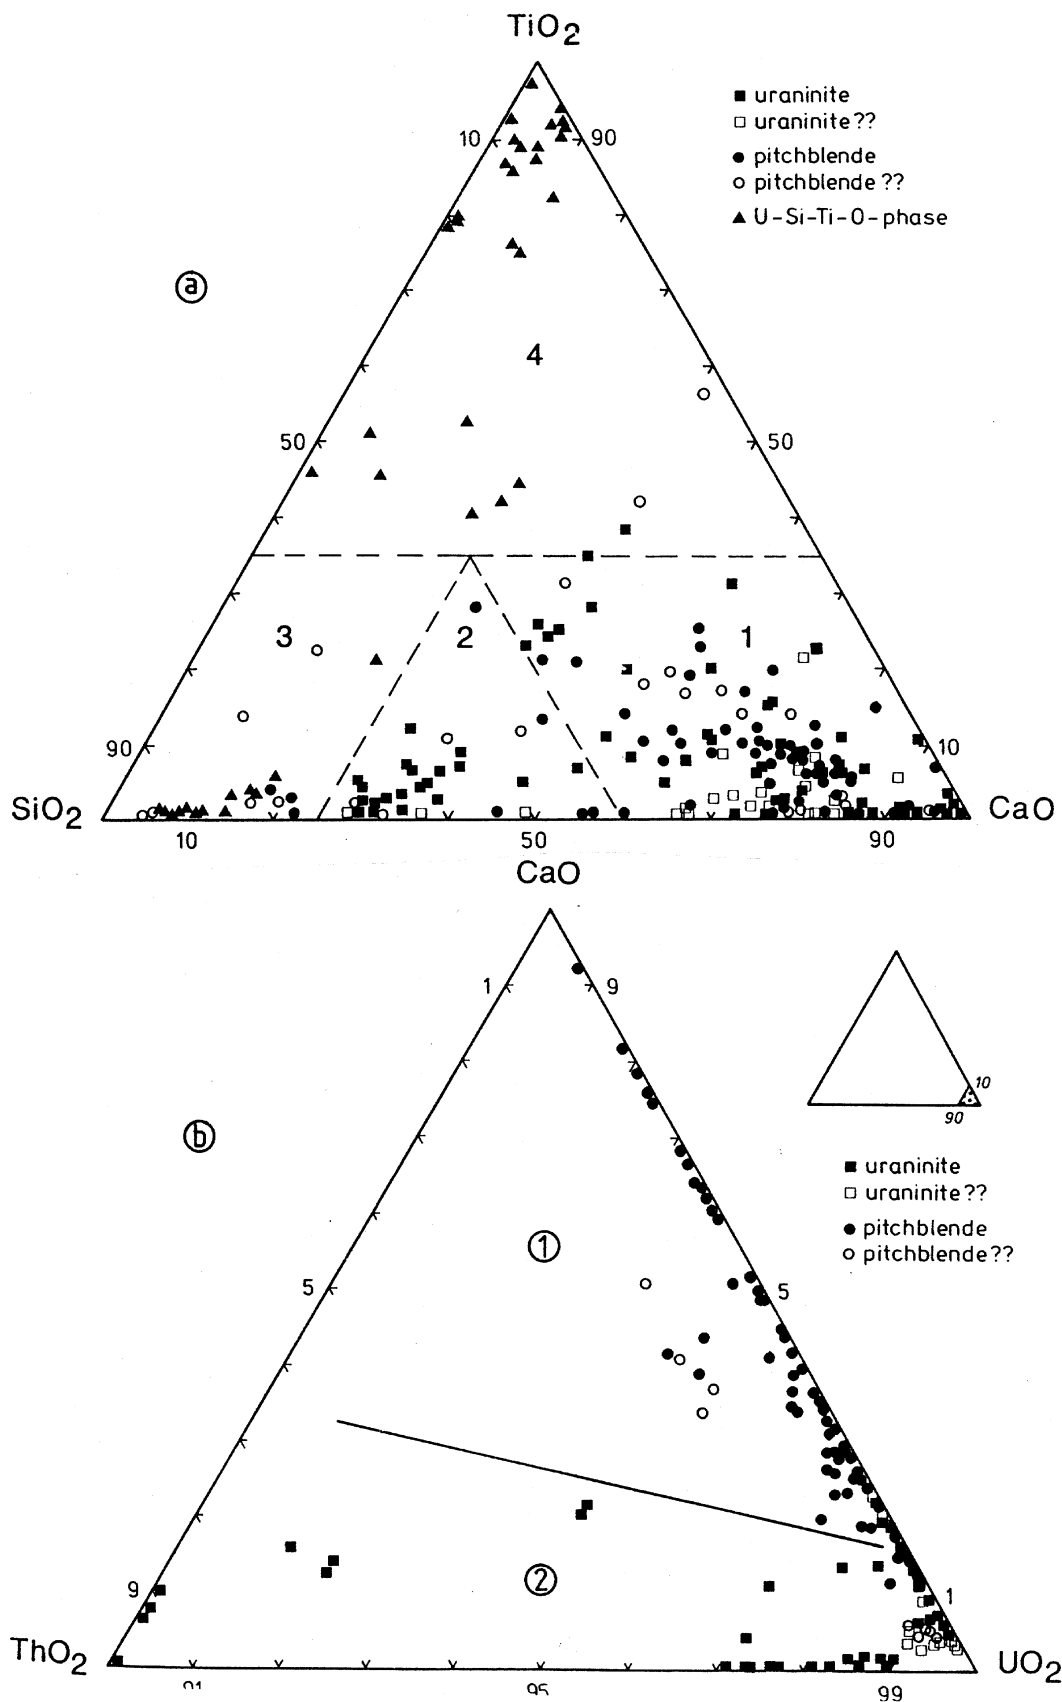 TiO2
■ uraninite
□ uraninite??
● pitchblende
○ pitchblende??
▲ U-Si-Ti-O-phase
10
90
a
4
50
50
3
2
1
90
10
SiO2
CaO
10
50
90
CaO
1
9
10
90
b
■ uraninite
□ uraninite??
● pitchblende
○ pitchblende??
1
5
5
2
9
1
ThO2
UO2
91
95
99